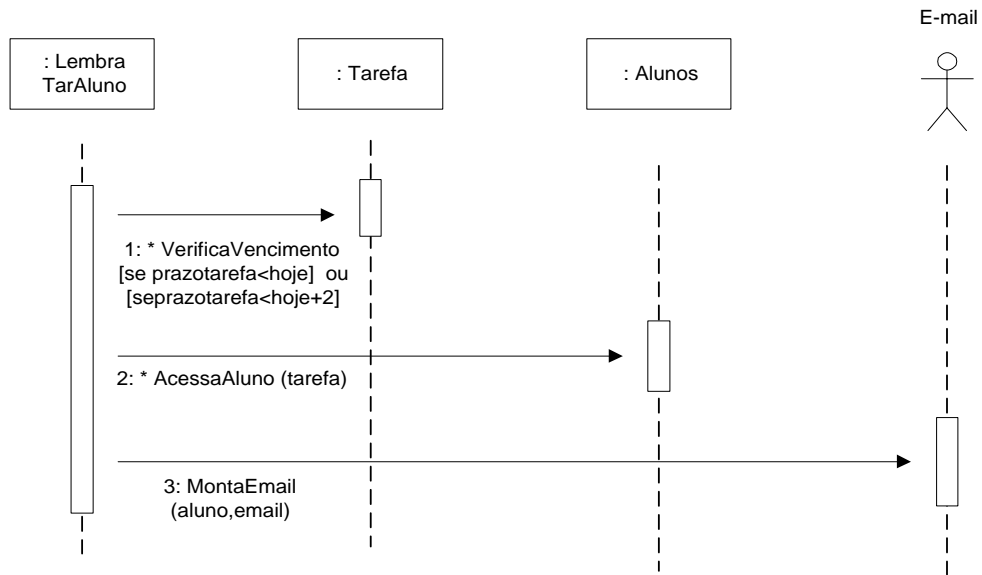 E-mail
: Lembra
TarAluno
: Tarefa
: Alunos
1: * VerificaVencimento
[se prazotarefa<hoje] ou
[seprazotarefa<hoje+2]
2: * AcessaAluno (tarefa)
3: MontaEmail
(aluno,email)